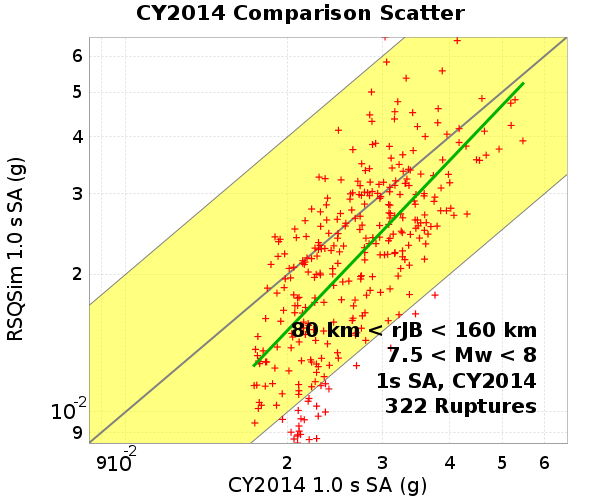 CY2014 Comparison Scatter
RSQSim 1.0 s SA (g)
6
5
4
3
2
10-2
9
80 km < rJB < 160 km
7.5 < Mw < 8
1s SA, CY2014
322 Ruptures
9 10-2 2 3 4 5 6
CY2014 1.0 s SA (g)